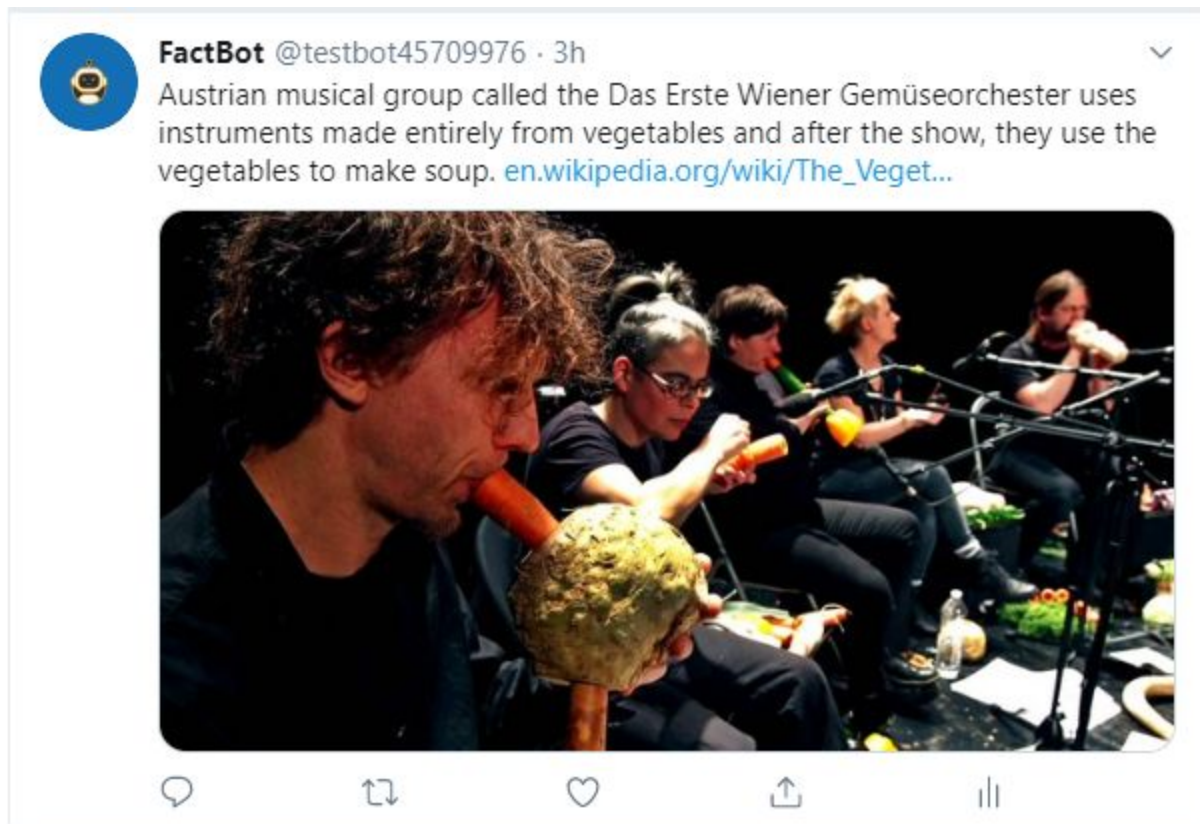 FactBot @testbot45709976 · 3h
Austrian musical group called the Das Erste Wiener Gemüseorchester uses
instruments made entirely from vegetables and after the show, they use the
vegetables to make soup. en.wikipedia.org/wiki/The_Veget...